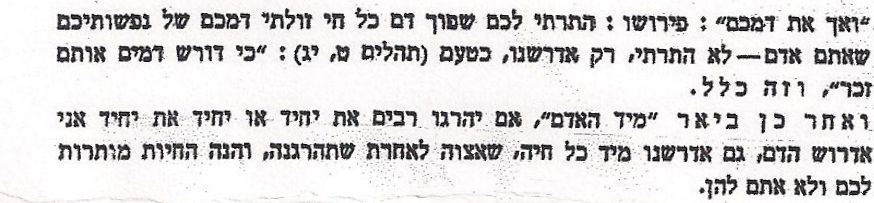 ״ואך את דמכם״: פירושו: התרתי לכם שפוך דם כל חי זולתי דמכם של נפשותיכם
שאתם אדם — לא התרתי, רק אדרשנו, כטעם (תהלים ט, יג): ״כי דורש דמים אותם
זכר״, וזה כלל.
ואחר כן ביאר ״מיד האדם״, אם יהרגו רבים את יחיד או יחיד את יחיד אני
אדרוש הדם, גם אדרשנו מיד כל חיה, שאצוה לאחרת שתהרגנה, והנה החיות מותרות
לכם ולא אתם להן.